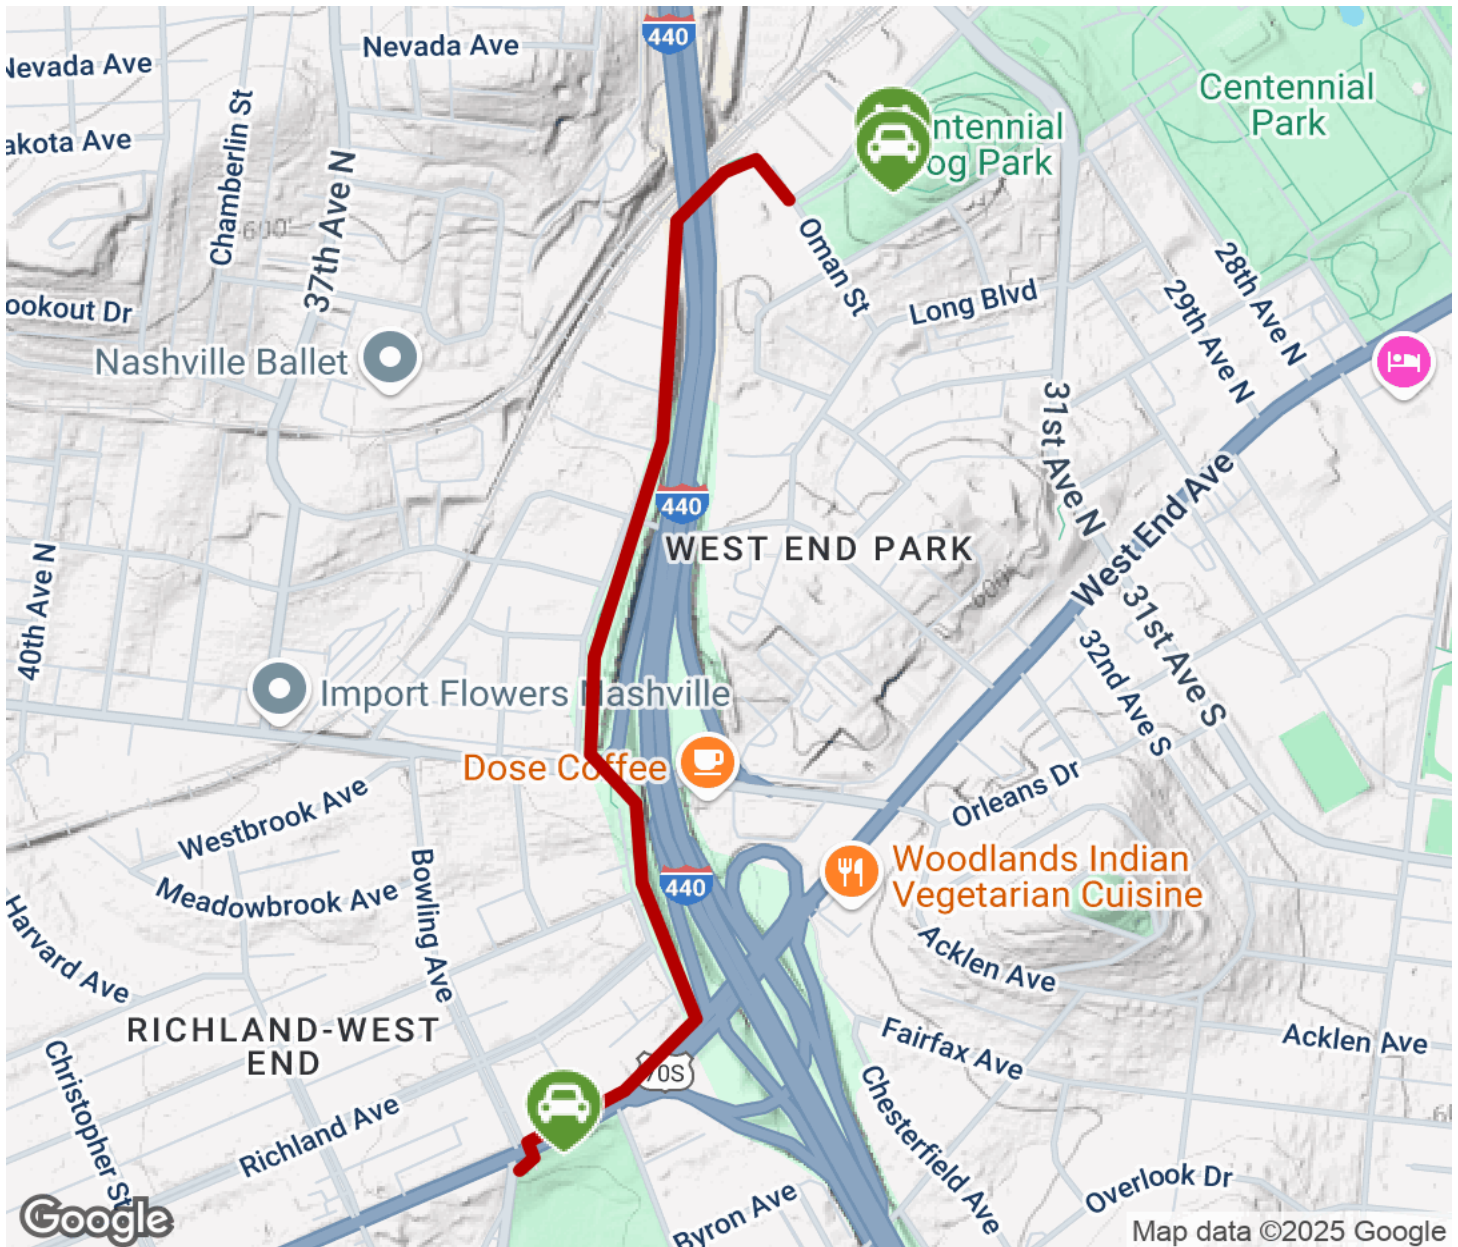 440
Nevada Ave
Nevada Ave
Centennial
Park
Chamberlin St
ntennial
og Park
akota Ave
37th Ave N
600'
Oman St
28th Ave N
29th Ave N
Long Blvd
ookout Dr
Nashville Ballet
31st Ave N
West End Ave
440
WEST END PARK
600'
40th Ave N
31st Ave S
32nd Ave S
Import Flowers Nashville
Dose Coffee
Orleans Dr
Westbrook Ave
Bowling Ave
Meadowbrook Ave
440
Woodlands Indian
Vegetarian Cuisine
Harvard Ave
Acklen Ave
RICHLAND-WEST
END
Fairfax Ave
Acklen Ave
Christopher St
70S
Chesterfield Ave
Richland Ave
Overlook Dr
Byron Ave
Google
Map data ©2025 Google